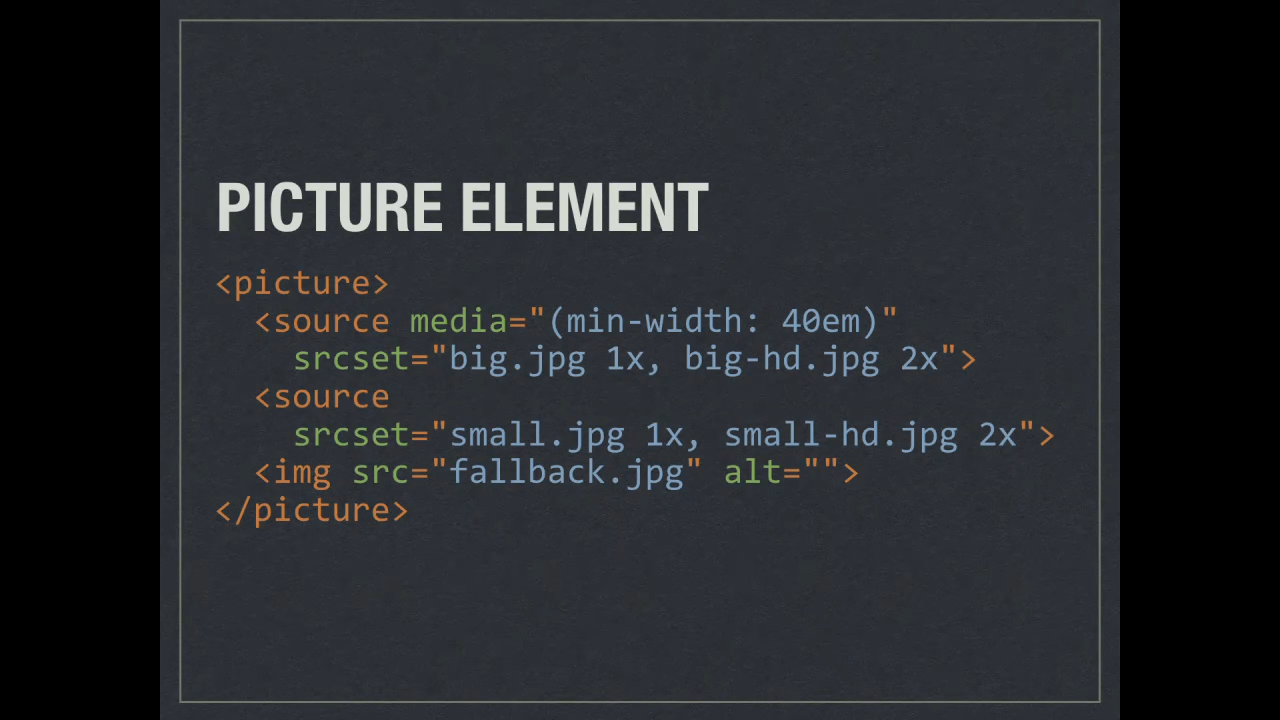 PICTURE ELEMENT
<picture>
  <source media="(min-width: 40em)"
    srcset="big.jpg 1x, big-hd.jpg 2x">
  <source
    srcset="small.jpg 1x, small-hd.jpg 2x">
  <img src="fallback.jpg" alt="">
</picture>